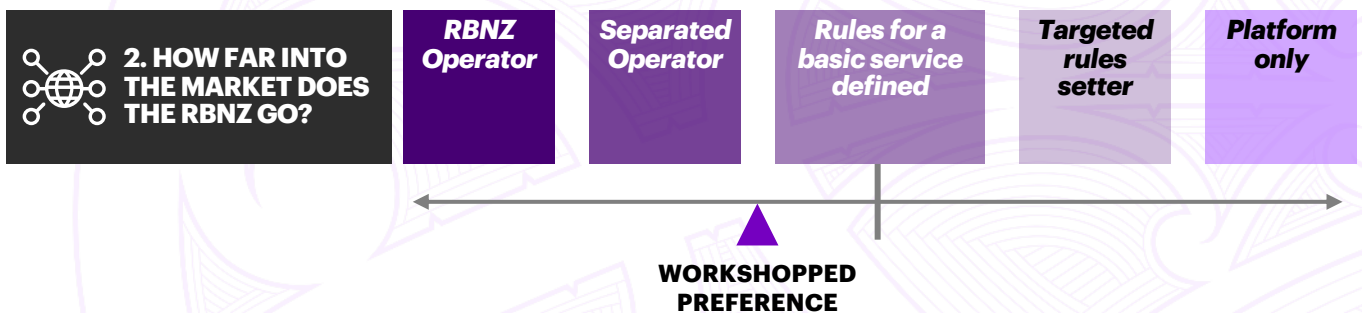 2. HOW FAR INTO
THE MARKET DOES
THE RBNZ GO?
RBNZ
Operator
Separated
Operator
Rules for a
basic service
defined
Targeted
rules
setter
Platform
only
WORKSHOPPED
PREFERENCE